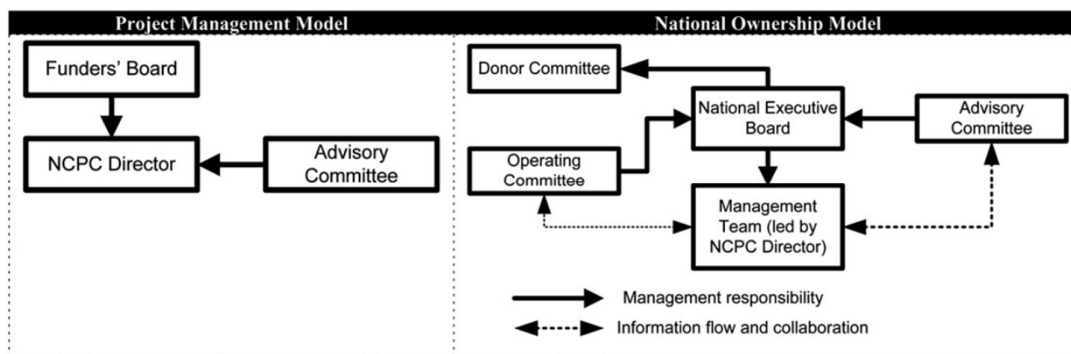 Project Management Model
National Ownership Model
Funders' Board
NCPC Director
Advisory
Committee
Donor Committee
National Executive
Board
Advisory
Committee
Operating
Committee
Management
Team (led by
NCPC Director)
Management responsibility
Information flow and collaboration